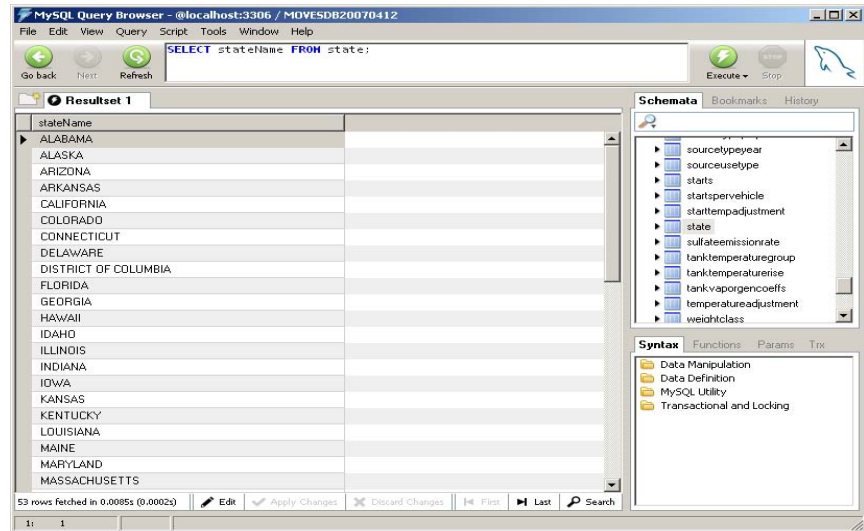 MySQL Query Browser - @localhost:3306 / MOVESDB20070412
File Edit View Query Script Tools Window Help
Go back Next Refresh
SELECT stateName FROM state;
Execute Stop
Resultset 1
stateName
ALABAMA
ALASKA
ARIZONA
ARKANSAS
CALIFORNIA
COLORADO
CONNECTICUT
DELAWARE
DISTRICT OF COLUMBIA
FLORIDA
GEORGIA
HAWAII
IDAHO
ILLINOIS
INDIANA
IOWA
KANSAS
KENTUCKY
LOUISIANA
MAINE
MARYLAND
MASSACHUSETTS
53 rows fetched in 0.0085s (0.0002s) Edit Apply Changes Discard Changes First Last Search
1: 1
Schemata Bookmarks History
sourcetypeyear
sourceusetype
starts
startspervehicle
starttempadjustment
state
sulfateemissionrate
tanktemperaturegroup
tanktemperaturerise
tankvaporgencoeffs
temperatureadjustment
weightclass
Syntax Functions Params Trx
Data Manipulation
Data Definition
MySQL Utility
Transactional and Locking